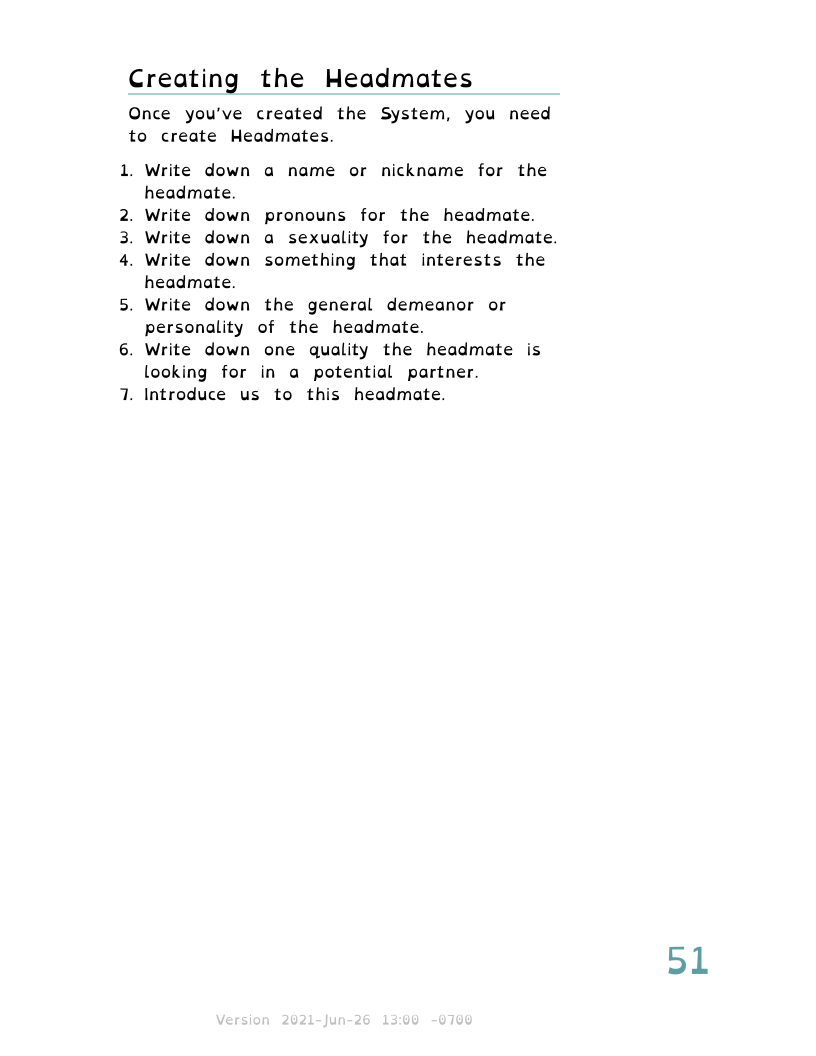 Creating the Headmates
Once you've created the System, you need
to create Headmates.
1. Write down a name or nickname for the
headmate.
2. Write down pronouns for the headmate.
3. Write down a sexuality for the headmate.
4. Write down something that interests the
headmate.
5. Write down the general demeanor or
personality of the headmate.
6. Write down one quality the headmate is
looking for in a potential partner.
7. Introduce us to this headmate.
51
Version 2021-Jun-26 13:00 -0700